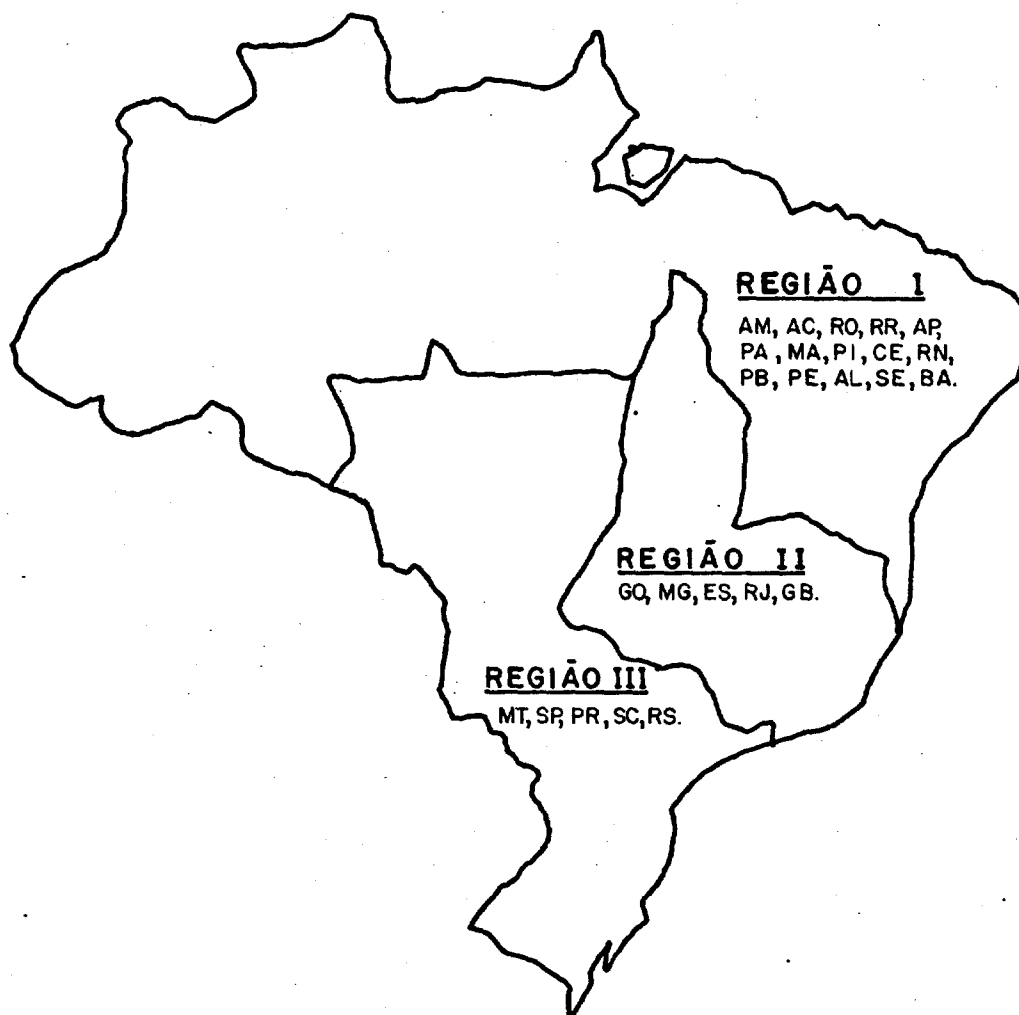 REGIÃO I
AM, AC, RO, RR, AP,
PA, MA, PI, CE, RN,
PB, PE, AL, SE, BA.
REGIÃO II
GO, MG, ES, RJ, GB.
REGIÃO III
MT, SP, PR, SC, RS.